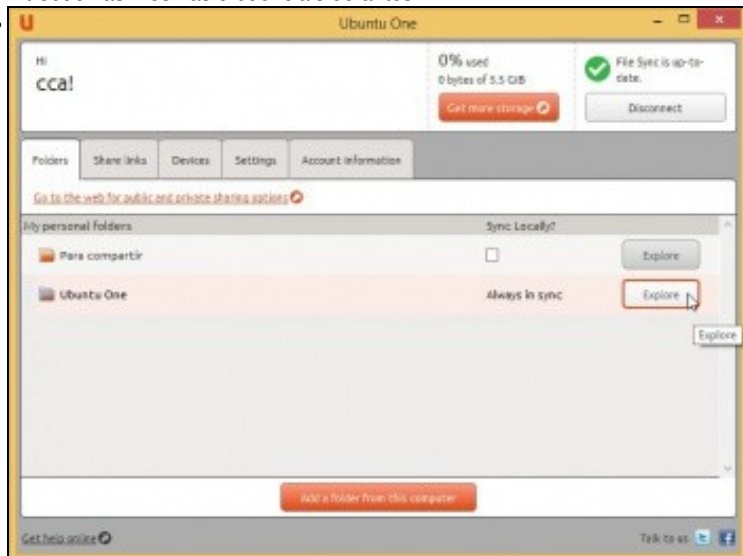 Ubuntu One
Hi
cca!
0% used
0 bytes of 5.5 GiB
Get more storage
File Sync is up-to-
date.
Disconnect
Folders
Share links
Devices
Settings
Account information
Go to the web for public and private sharing options
My personal folders
Sync Locally?
Para compartir
Explore
Ubuntu One
Always in sync
Explore
Explore
Add a folder from this computer
Get help online
Talk to us